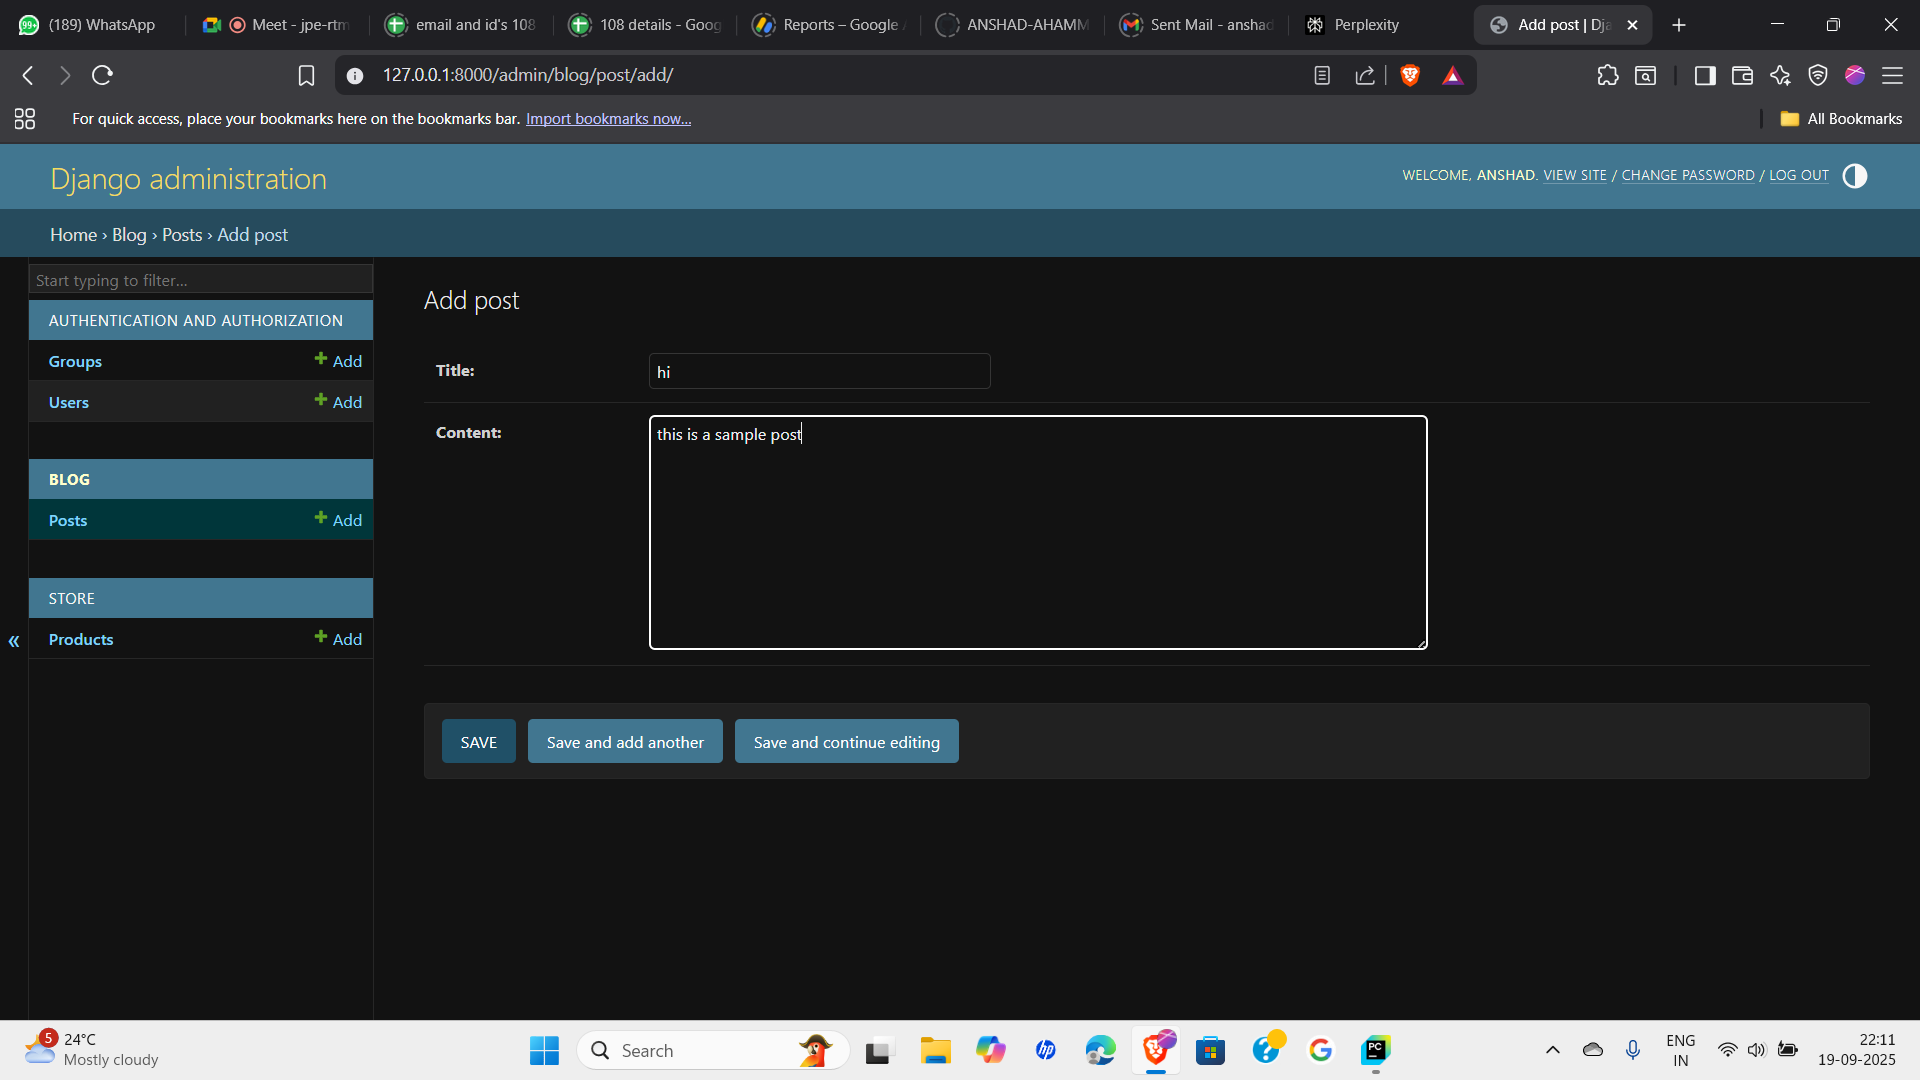 99+ (189) WhatsApp
Meet - jpe-rtm
email and id's 108
108 details - Goog
Reports – Google A
ANSHAD-AHAMM
Sent Mail - anshad
Perplexity
Add post | Dja
127.0.0.1:8000/admin/blog/post/add/
For quick access, place your bookmarks here on the bookmarks bar. Import bookmarks now...
All Bookmarks
Django administration
WELCOME, ANSHAD. VIEW SITE / CHANGE PASSWORD / LOG OUT
Home › Blog › Posts › Add post
Start typing to filter...
AUTHENTICATION AND AUTHORIZATION
Groups + Add
Users + Add
BLOG
Posts + Add
STORE
Products + Add
«
Add post
Title: hi
Content: this is a sample post
SAVE
Save and add another
Save and continue editing
5
24°C
Mostly cloudy
Search
hp
PC
ENG
IN
22:11
19-09-2025